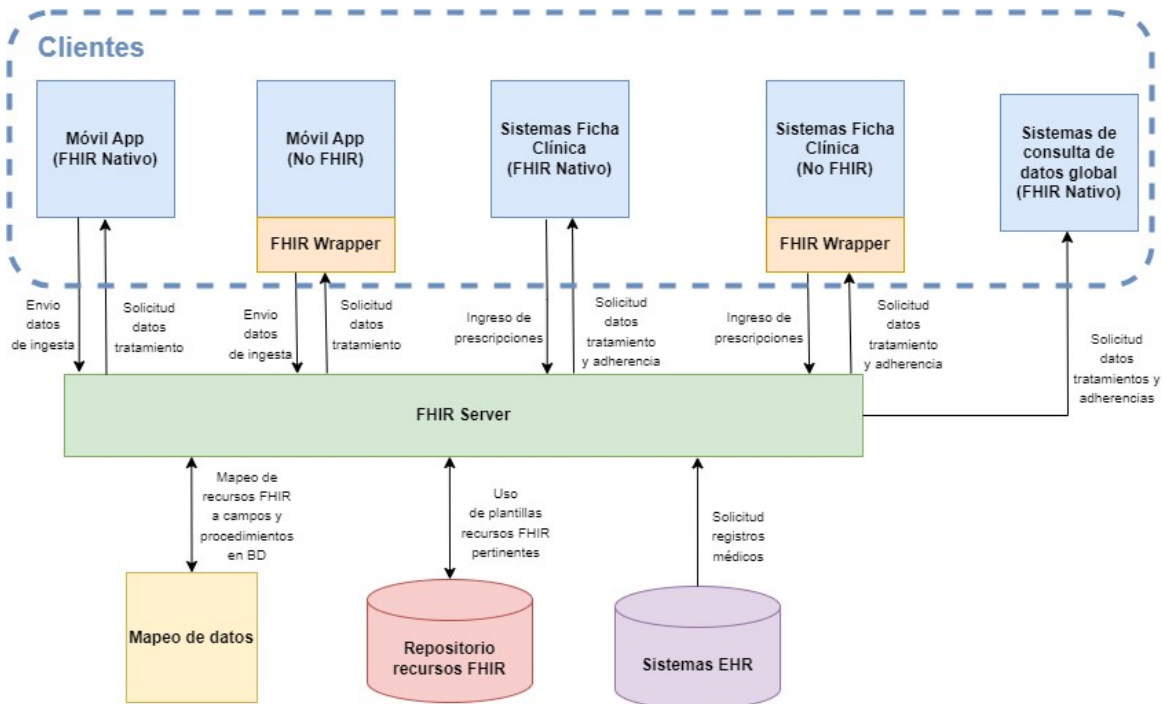 Clientes
Móvil App
(FHIR Nativo)
Móvil App
(No FHIR)
FHIR Wrapper
Sistemas Ficha
Clínica
(FHIR Nativo)
Sistemas Ficha
Clínica
(No FHIR)
FHIR Wrapper
Sistemas de
consulta de
datos global
(FHIR Nativo)
Envio
datos
de ingesta
Solicitud
datos
tratamiento
Envio
datos
de ingesta
Solicitud
datos
tratamiento
Ingreso de
prescripciones
Solicitud
datos
tratamiento
y adherencia
Ingreso de
prescripciones
Solicitud
datos
tratamiento
y adherencia
Solicitud
datos
tratamientos y
adherencias
FHIR Server
Mapeo de
recursos FHIR
a campos y
procedimientos
en BD
Uso
de plantillas
recursos FHIR
pertinentes
Solicitud
registros
médicos
Mapeo de datos
Repositorio
recursos FHIR
Sistemas EHR